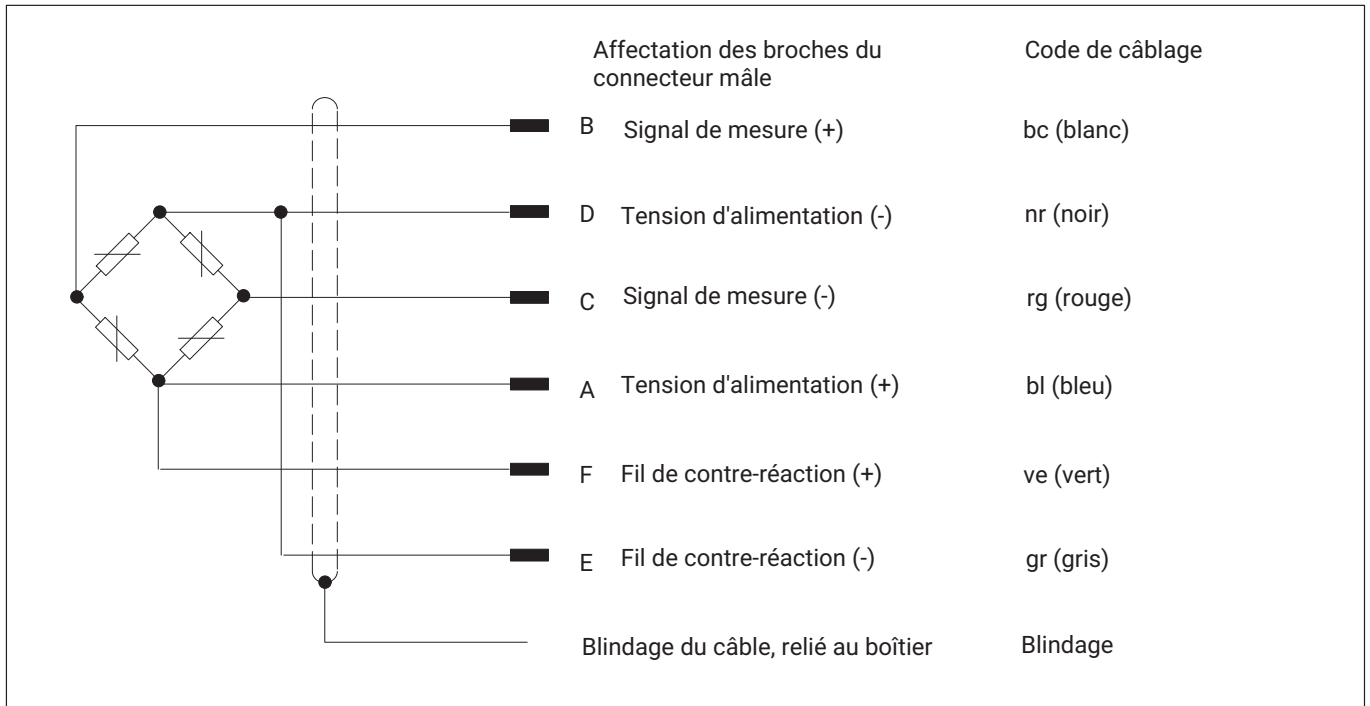 Affectation des broches du connecteur mâle
Code de câblage
B Signal de mesure (+) bc (blanc)
D Tension d'alimentation (-) nr (noir)
C Signal de mesure (-) rg (rouge)
A Tension d'alimentation (+) bl (bleu)
F Fil de contre-réaction (+) ve (vert)
E Fil de contre-réaction (-) gr (gris)
Blindage du câble, relié au boîtier Blindage